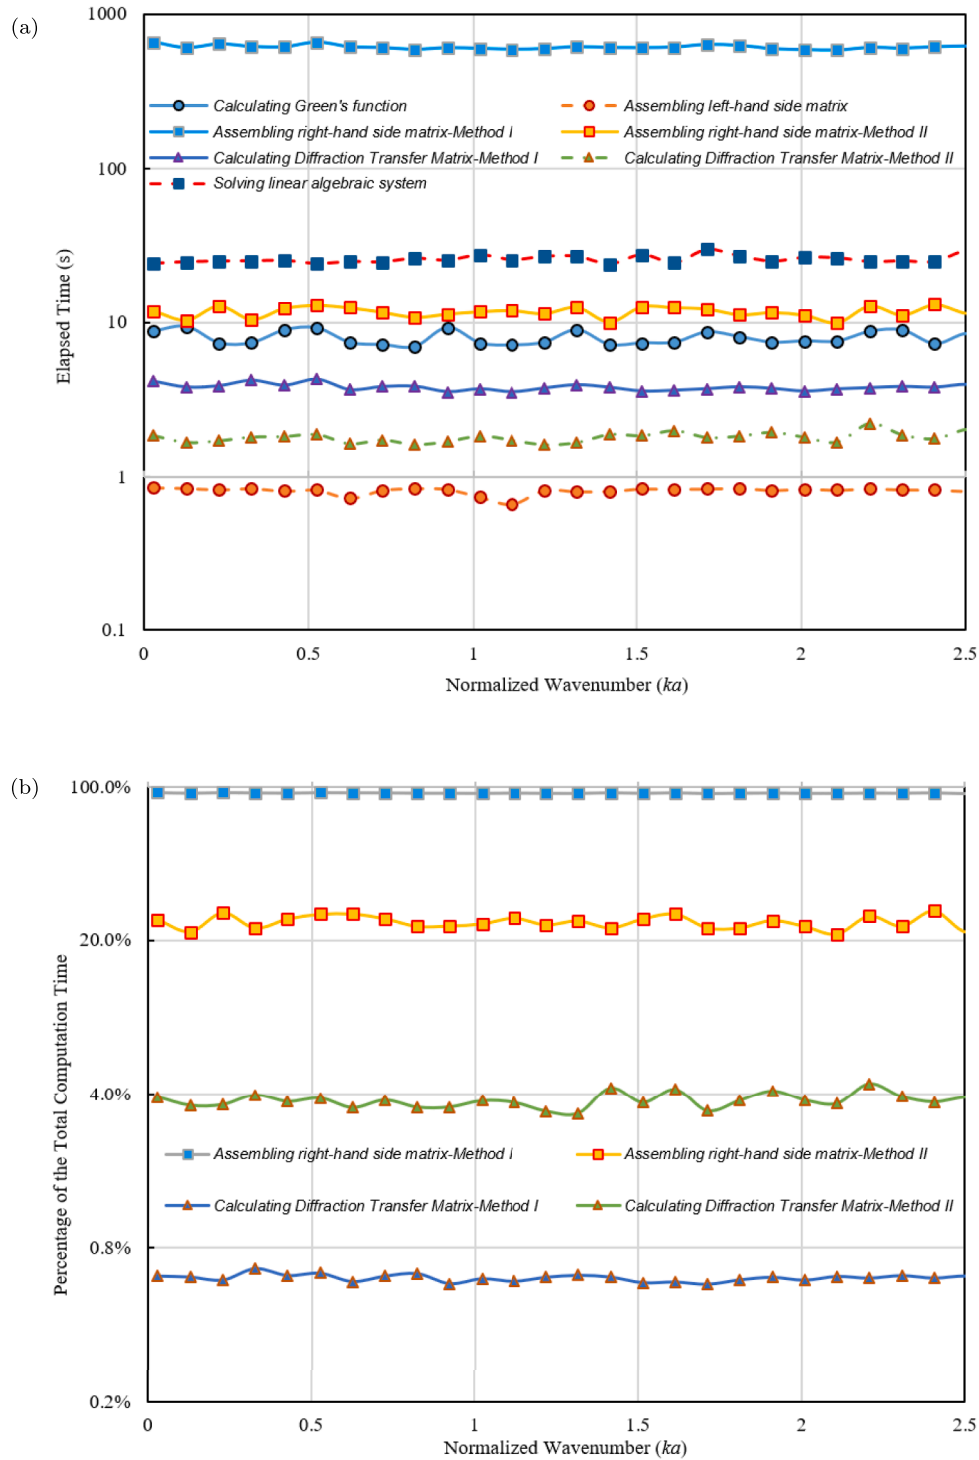 (a)
1000
100
10
1
0.1
Elapsed Time (s)
Calculating Green's function
Assembling left-hand side matrix
Assembling right-hand side matrix-Method I
Assembling right-hand side matrix-Method II
Calculating Diffraction Transfer Matrix-Method I
Calculating Diffraction Transfer Matrix-Method II
Solving linear algebraic system
0 0.5 1 1.5 2 2.5
Normalized Wavenumber (ka)
(b)
100.0%
20.0%
4.0%
0.8%
0.2%
Percentage of the Total Computation Time
Assembling right-hand side matrix-Method I
Assembling right-hand side matrix-Method II
Calculating Diffraction Transfer Matrix-Method I
Calculating Diffraction Transfer Matrix-Method II
0 0.5 1 1.5 2 2.5
Normalized Wavenumber (ka)